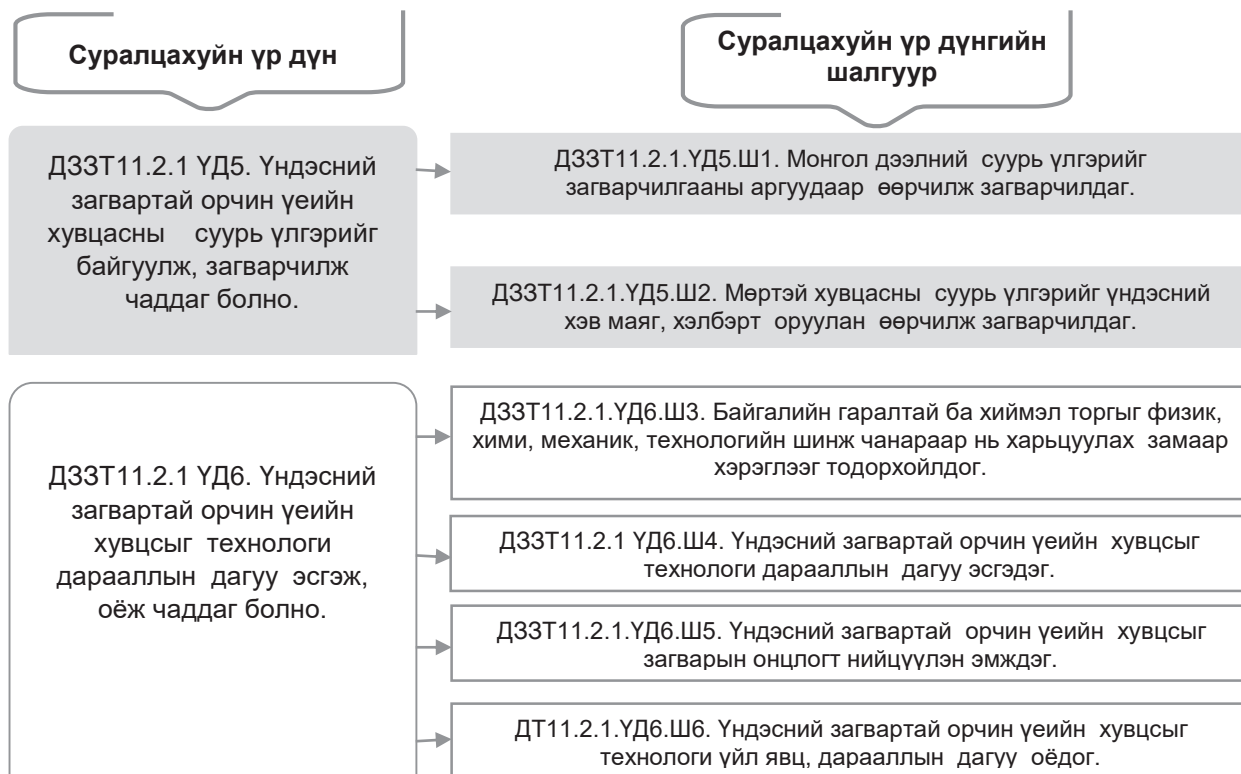 Суралцахуйн үр дүн
Суралцахуйн үр дүнгийн
шалгуур
ДЗЗТ11.2.1 ҮД5. Үндэсний
загвартай орчин үеийн
хувцасны суурь үлгэрийг
байгуулж, загварчилж
чаддаг болно.
ДЗЗТ11.2.1.ҮД5.Ш1. Монгол дээлний суурь үлгэрийг
загварчилгааны аргуудаар өөрчилж загварчилдаг.
ДЗЗТ11.2.1.ҮД5.Ш2. Мөртэй хувцасны суурь үлгэрийг үндэсний
хэв маяг, хэлбэрт оруулан өөрчилж загварчилдаг.
ДЗЗТ11.2.1 ҮД6. Үндэсний
загвартай орчин үеийн
хувцсыг технологи
дарааллын дагуу эсгэж,
оёж чаддаг болно.
ДЗЗТ11.2.1.ҮД6.Ш3. Байгалийн гаралтай ба хиймэл торгыг физик,
хими, механик, технологийн шинж чанараар нь харьцуулах замаар
хэрэглээг тодорхойлдог.
ДЗЗТ11.2.1 ҮД6.Ш4. Үндэсний загвартай орчин үеийн хувцсыг
технологи дарааллын дагуу эсгэдэг.
ДЗЗТ11.2.1.ҮД6.Ш5. Үндэсний загвартай орчин үеийн хувцсыг
загварын онцлогт нийцүүлэн эмждэг.
ДТ11.2.1.ҮД6.Ш6. Үндэсний загвартай орчин үеийн хувцсыг
технологи үйл явц, дарааллын дагуу оёдог.